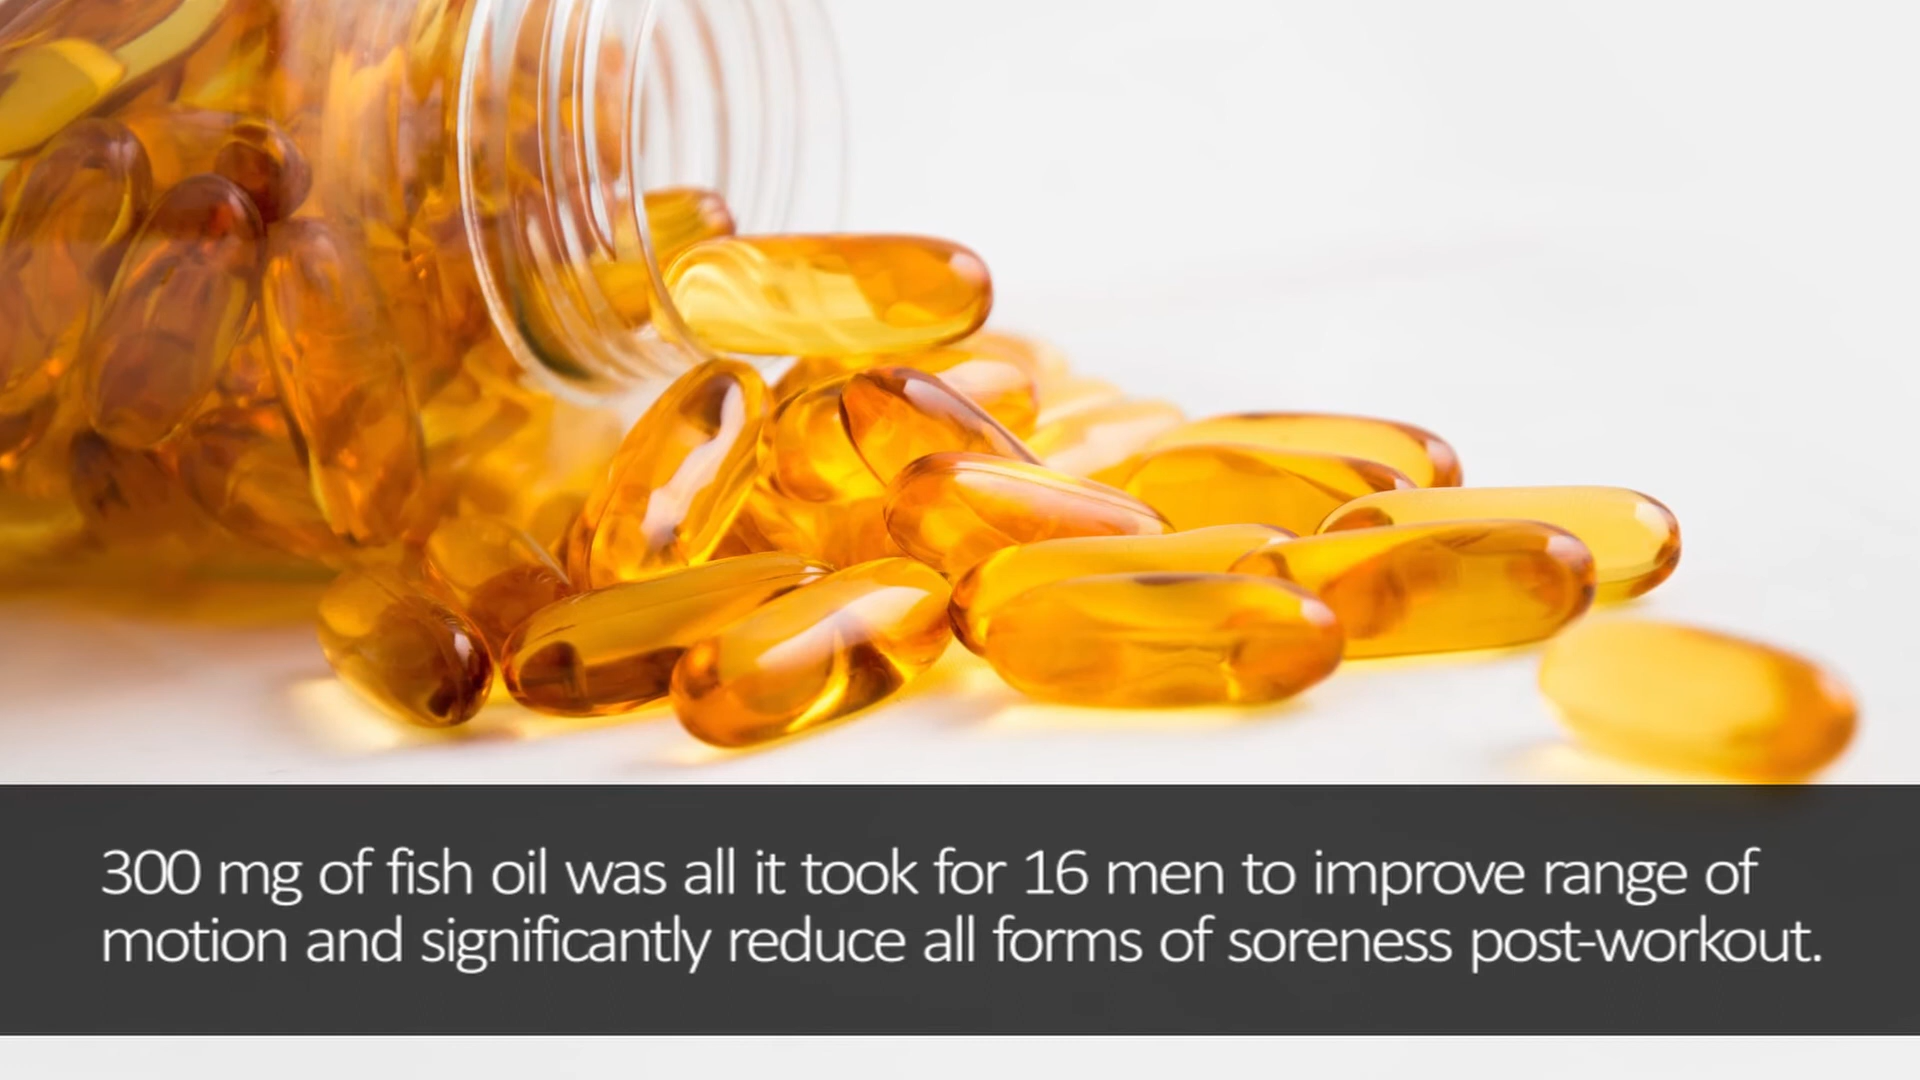 300 mg of fish oil was all it took for 16 men to improve range of
motion and significantly reduce all forms of soreness post-workout.